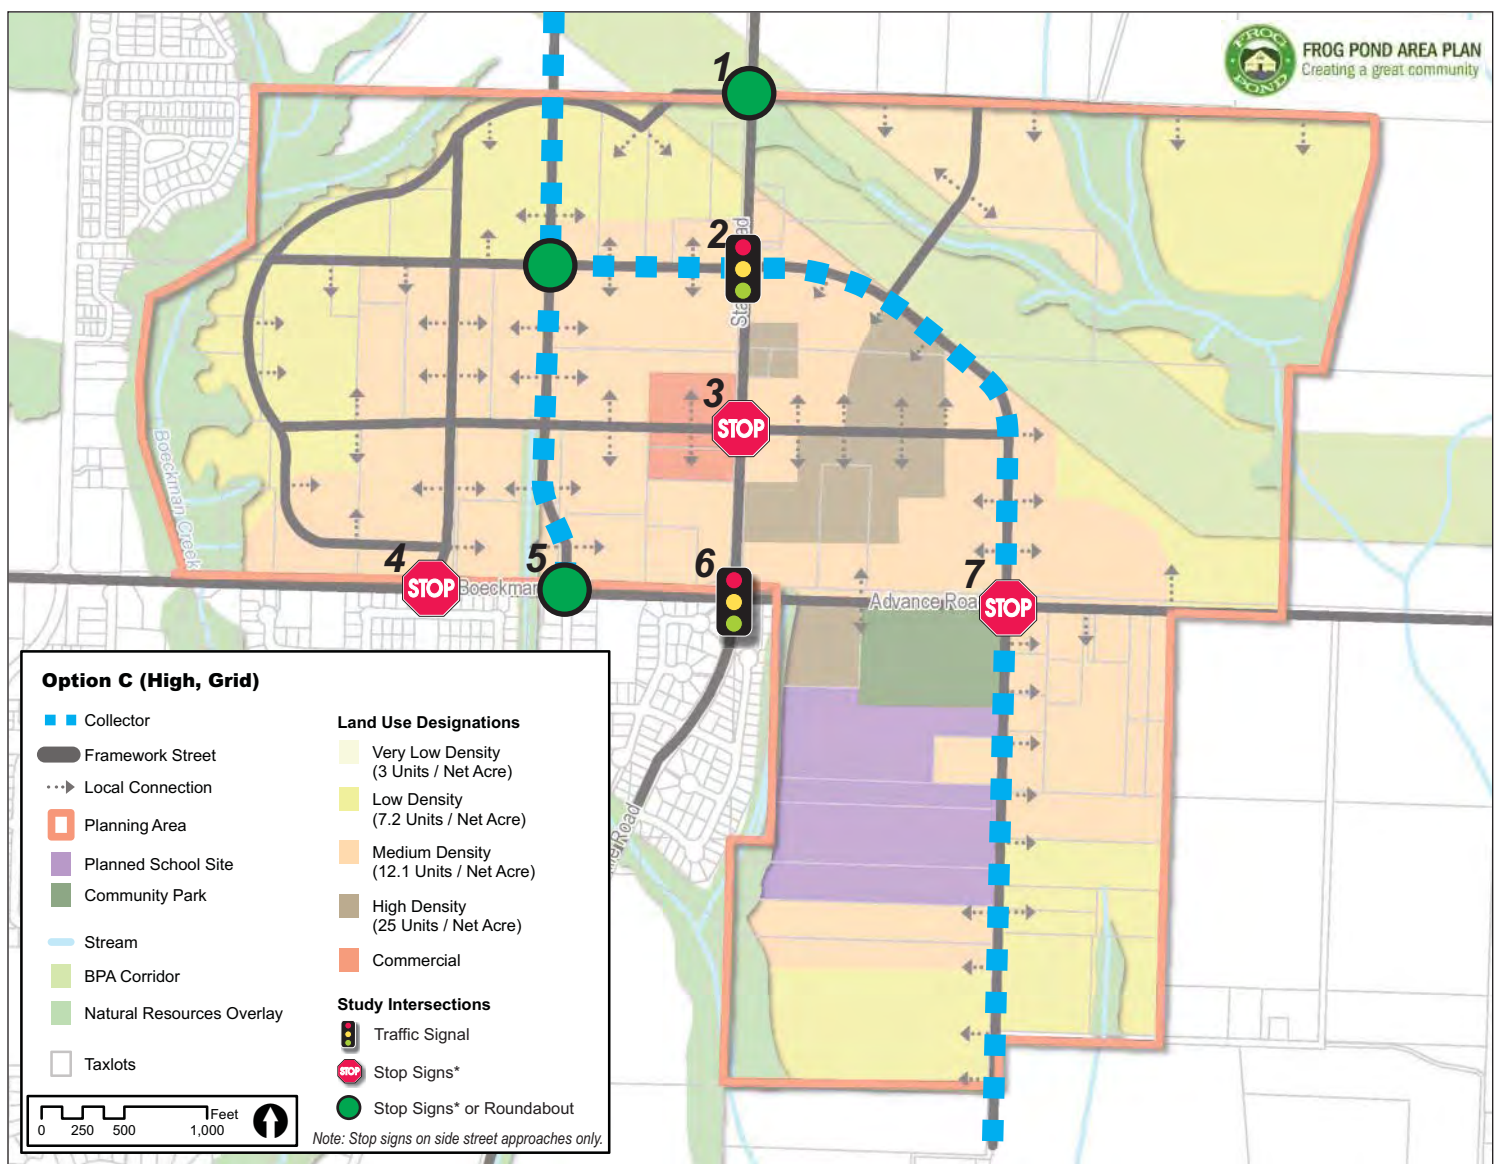 FROG
POND
FROG POND AREA PLAN
Creating a great community
1
2
3
STOP
4
STOP
Boeckman
5
6
7
STOP
Advance Roa
Boeckman Creek
Option C (High, Grid)
Collector
Framework Street
Local Connection
Planning Area
Planned School Site
Community Park
Stream
BPA Corridor
Natural Resources Overlay
Taxlots
Land Use Designations
Very Low Density
(3 Units / Net Acre)
Low Density
(7.2 Units / Net Acre)
Medium Density
(12.1 Units / Net Acre)
High Density
(25 Units / Net Acre)
Commercial
Study Intersections
Traffic Signal
STOP
Stop Signs*
Stop Signs* or Roundabout
Note: Stop signs on side street approaches only.
Feet
0 250 500 1,000
Road